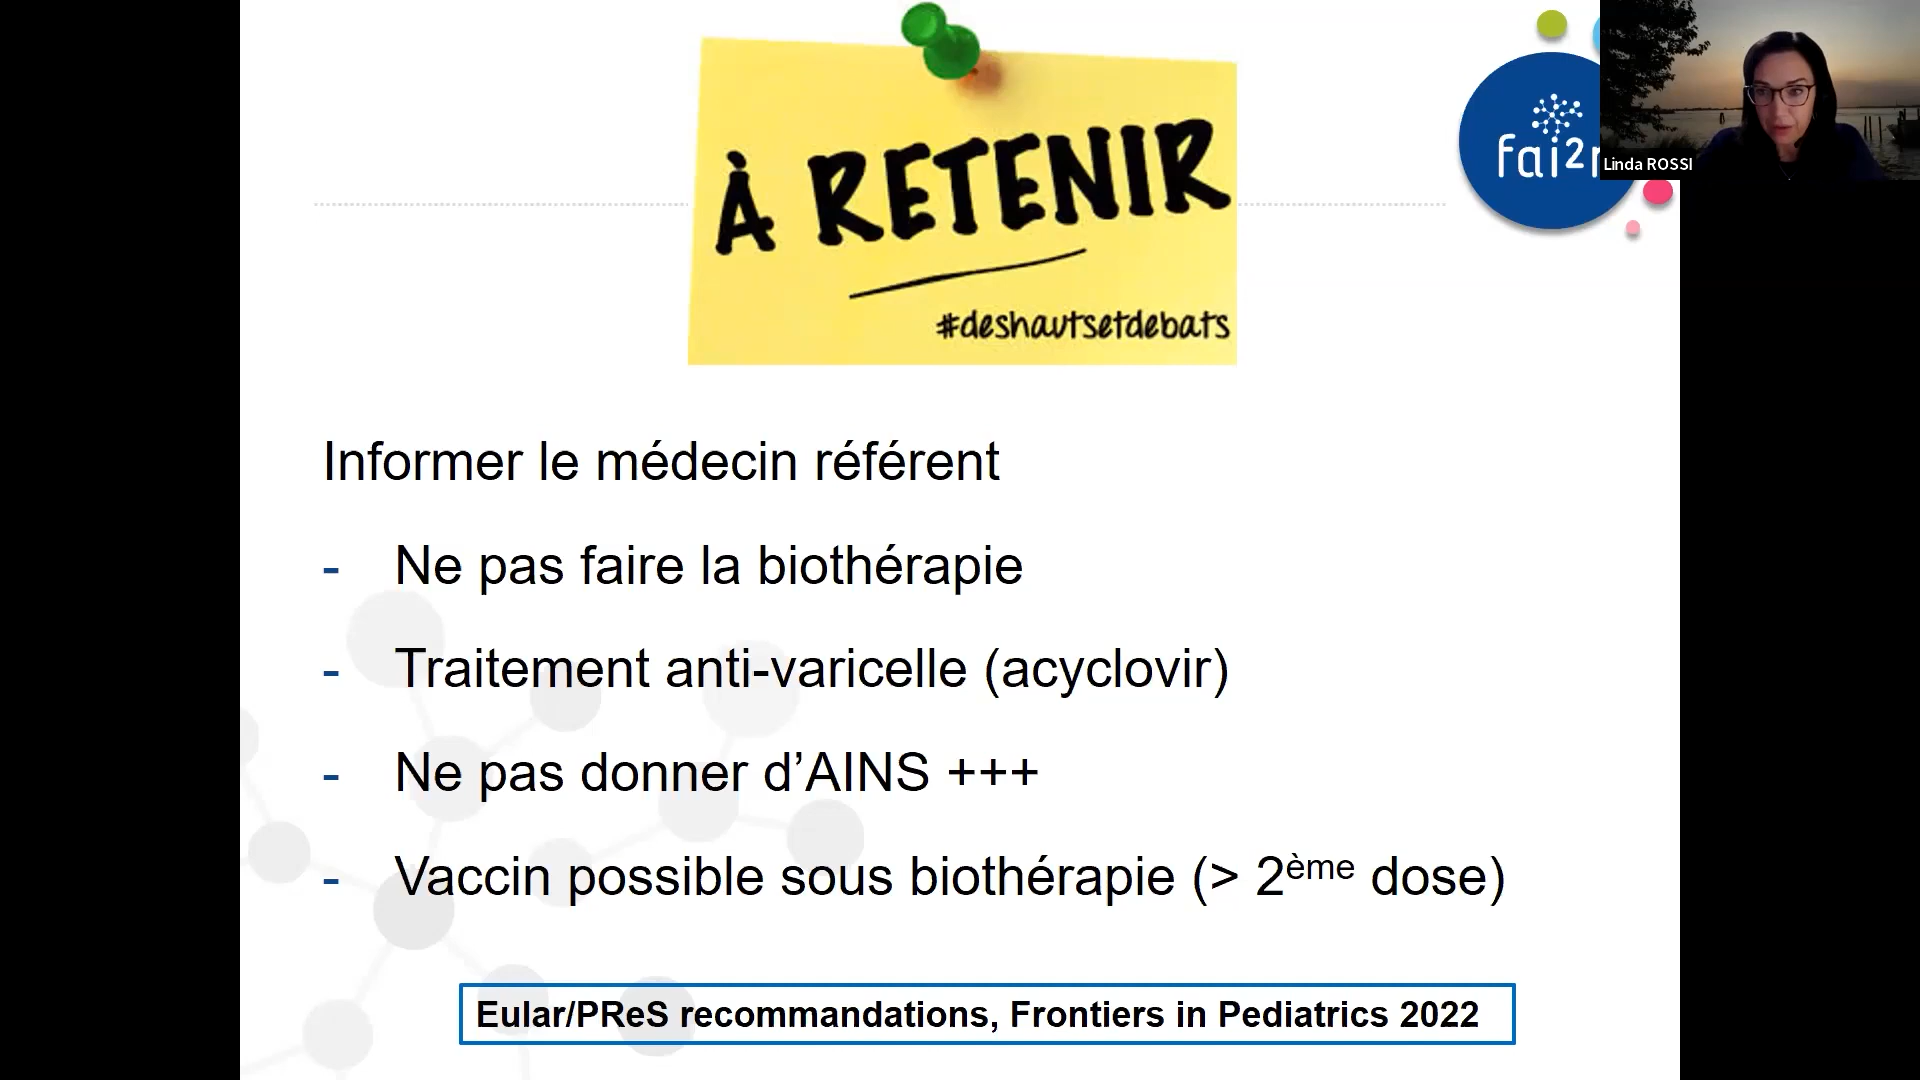 À RETENIR
#deshautsetdebats
fai2r
Linda ROSSI
Informer le médecin référent
- Ne pas faire la biothérapie
- Traitement anti-varicelle (acyclovir)
- Ne pas donner d’AINS +++
- Vaccin possible sous biothérapie (> 2ème dose)
Eular/PReS recommandations, Frontiers in Pediatrics 2022